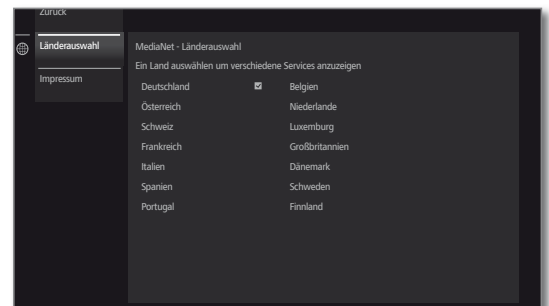 Zurück
Länderauswahl
Impressum
MediaNet - Länderauswahl
Ein Land auswählen um verschiedene Services anzuzeigen
Deutschland
Belgien
Österreich
Niederlande
Schweiz
Luxemburg
Frankreich
Großbritannien
Italien
Dänemark
Spanien
Schweden
Portugal
Finnland